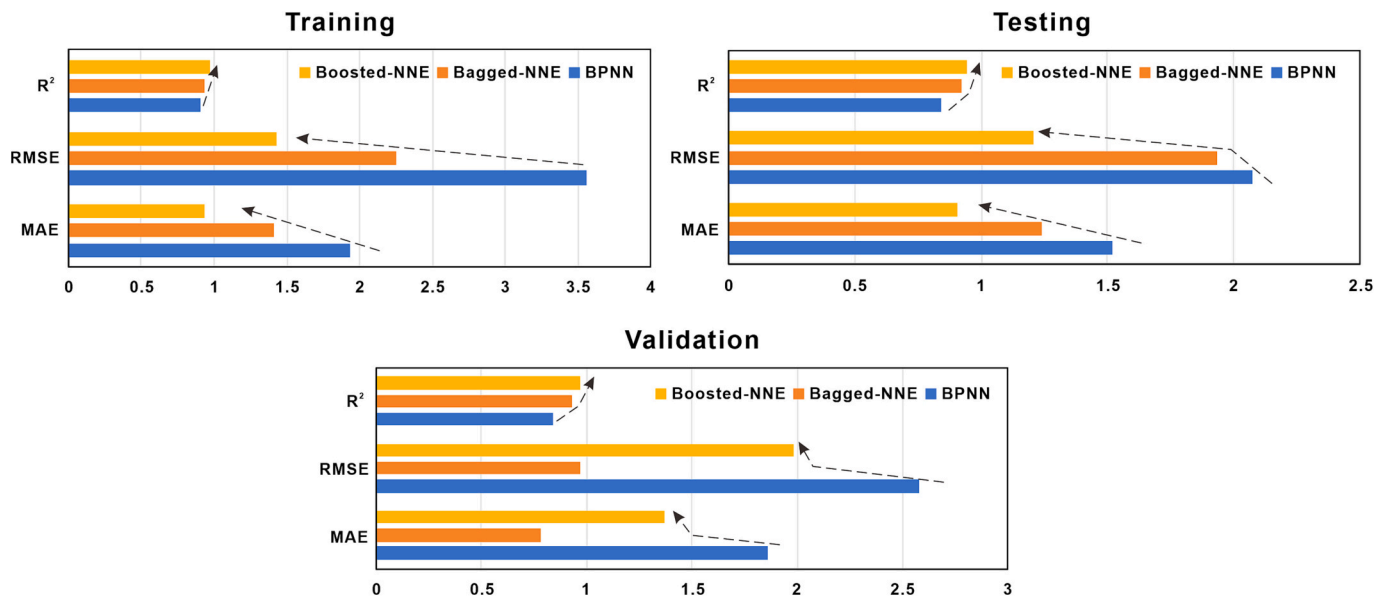 Training
Boosted-NNE Bagged-NNE BPNN
R²
RMSE
MAE
0 0.5 1 1.5 2 2.5 3 3.5 4
Testing
Boosted-NNE Bagged-NNE BPNN
R²
RMSE
MAE
0 0.5 1 1.5 2 2.5
Validation
Boosted-NNE Bagged-NNE BPNN
R²
RMSE
MAE
0 0.5 1 1.5 2 2.5 3